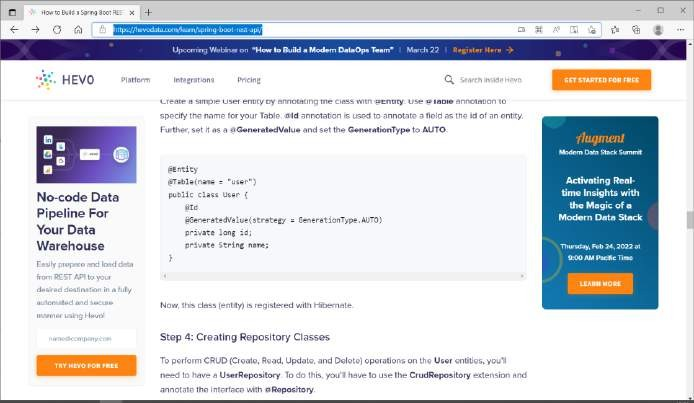 How to Build a Spring Boot REST
https://hevodata.com/learn/spring-boot-rest-api/
Upcoming Webinar on "How to Build a Modern DataOps Team" | March 22 | Register Here →
HEVO
Platform
Integrations
Pricing
Search Inside Hevo
GET STARTED FOR FREE
Create a simple User entity by annotating the class with @Entity. Use @Table annotation to
specify the name for your Table. @Id annotation is used to annotate a field as the id of an entity.
Further, set it as a @GeneratedValue and set the GenerationType to AUTO.
@Entity
@Table(name = "user")
public class User {
@Id
@GeneratedValue(strategy = GenerationType.AUTO)
private long id;
private String name;
}
Now, this class (entity) is registered with Hibernate.
Step 4: Creating Repository Classes
To perform CRUD (Create, Read, Update, and Delete) operations on the User entities, you'll
need to have a UserRepository. To do this, you'll have to use the CrudRepository extension and
annotate the interface with @Repository.
No-code Data
Pipeline For
Your Data
Warehouse
Easily prepare and load data
from REST API to your
desired destination in a fully
automated and secure
manner using Hevo!
name@company.com
TRY HEVO FOR FREE
Augment
Modern Data Stack Summit
Activating Real-
time Insights with
the Magic of a
Modern Data Stack
Thursday, Feb 24, 2022 at
9:00 AM Pacific Time
LEARN MORE